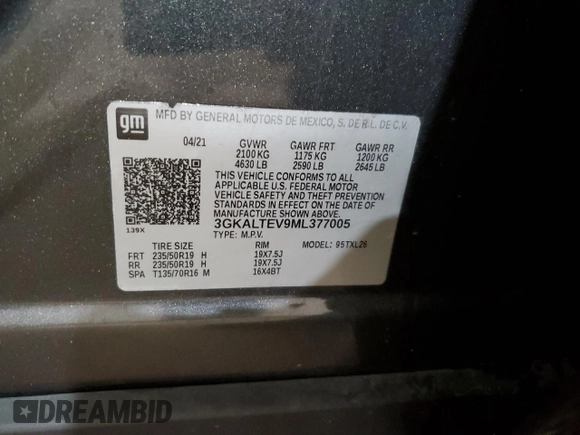 gm
MFD BY GENERAL MOTORS DE MEXICO, S. DE R.L. DE C.V.
04/21 GVWR GAWR FRT GAWR RR
2100 KG 1175 KG 1200 KG
4630 LB 2590 LB 2645 LB
THIS VEHICLE CONFORMS TO ALL
APPLICABLE U.S. FEDERAL MOTOR
VEHICLE SAFETY AND THEFT PREVENTION
STANDARDS IN EFFECT ON THE DATE OF
MANUFACTURE SHOWN ABOVE.
139X 3GKALTEV9ML377005
TYPE: M.P.V. MODEL: 95TXL26
TIRE SIZE RIM
FRT 235/50R19 H 19X7.5J
RR 235/50R19 H 19X7.5J
SPA T135/70R16 M 16X4BT
DREAMBID